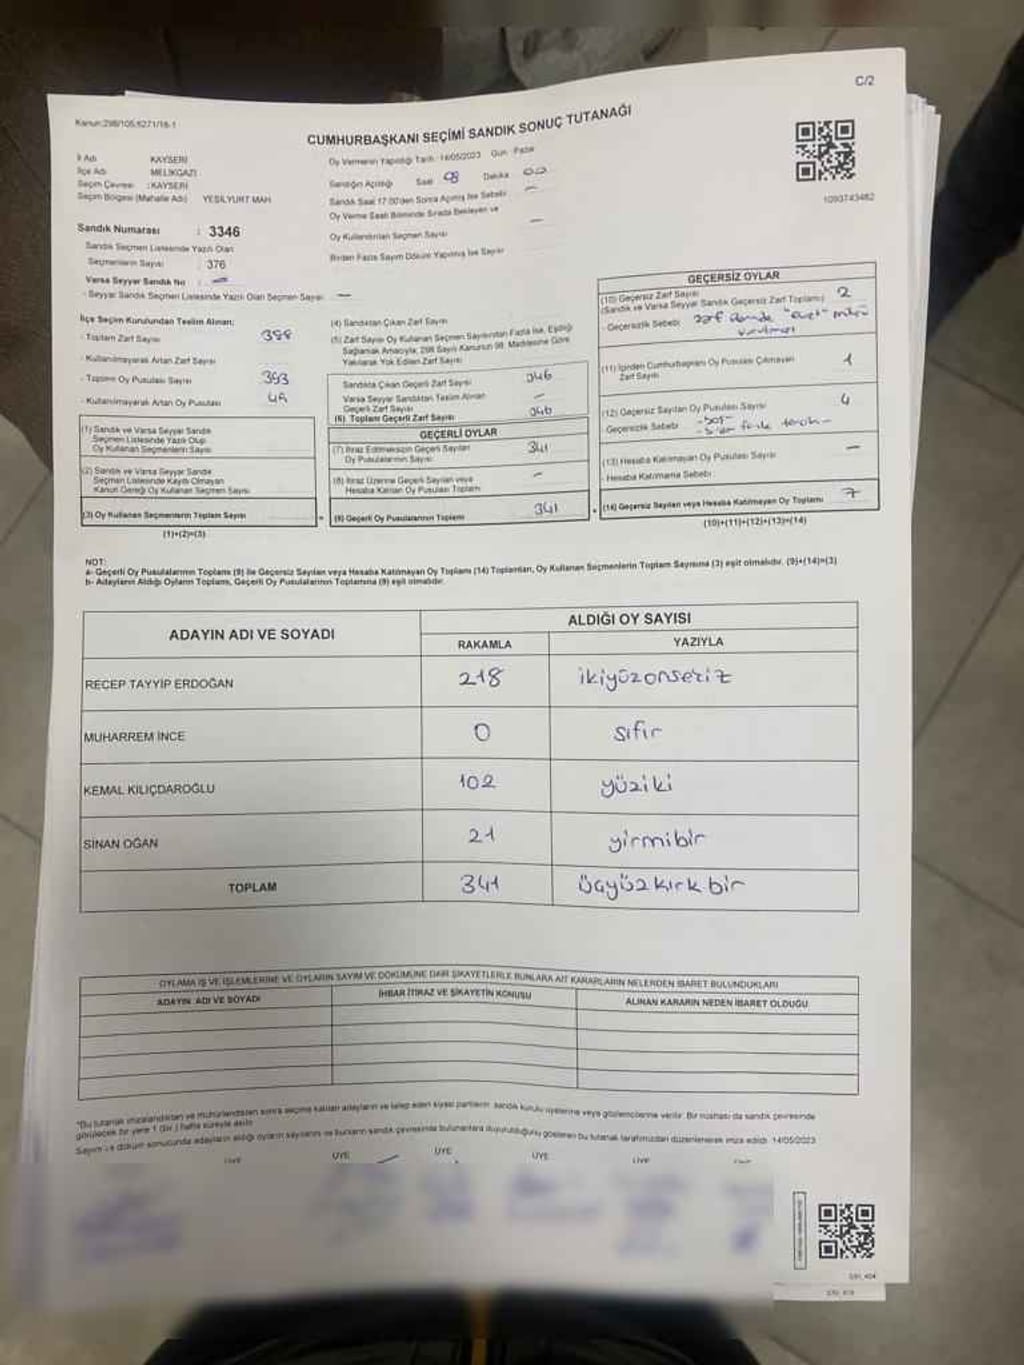 C/2
Kanun:298/105,6271/16-1
CUMHURBAŞKANI SEÇİMİ SANDIK SONUÇ TUTANAĞI
İl Adı KAYSERİ
İlçe Adı MELİKGAZİ
Seçim Çevresi : KAYSERİ
Seçim Bölgesi (Mahalle Adı) YEŞİLYURT MAH
Sandık Numarası : 3346
Sandık Seçmen Listesinde Yazılı Olan
Seçmenlerin Sayısı : 376
Varsa Seyyar Sandık No : –
- Seyyar Sandık Seçmen Listesinde Yazılı Olan Seçmen Sayısı –
Oy Vermenin Yapıldığı Tarih :14/05/2023 Gün : Pazar
Sandığın Açıldığı Saat 08 Dakika 00
Sandık Saat 17:00'den Sonra Açılmış İse Sebebi –
Oy Verme Saati Bitiminde Sırada Bekleyen ve
Oy Kullandırılan Seçmen Sayısı –
Birden Fazla Sayım Döküm Yapılmış İse Sayısı
1093743462
İlçe Seçim Kurulundan Teslim Alınan;
- Toplam Zarf Sayısı 398
- Kullanılmayarak Artan Zarf Sayısı
- Toplam Oy Pusulası Sayısı 393
- Kullanılmayarak Artan Oy Pusulası
(1) Sandık ve Varsa Seyyar Sandık
Seçmen Listesinde Yazılı Olup
Oy Kullanan Seçmen Sayısı
(2) Sandık ve Varsa Seyyar Sandık
Seçmen Listesinde Kayıtlı Olmayan
Kanun Gereği Oy Kullanan Seçmen Sayısı
(3) Oy Kullanan Seçmenlerin Toplam Sayısı
(1)+(2)=(3)
(4) Sandıktan Çıkan Zarf Sayısı
(5) Zarf Sayısı Oy Kullanan Seçmen Sayısından Fazla İse, Eşitliği
Sağlamak Amacıyla, 298 Sayılı Kanunun 98. Maddesine Göre
Yakılarak Yok Edilen Zarf Sayısı
Sandıkta Çıkan Geçerli Zarf Sayısı 346
Varsa Seyyar Sandıktan Teslim Alınan
Geçerli Zarf Sayısı –
(6) Toplam Geçerli Zarf Sayısı 346
GEÇERLİ OYLAR
(7) İtiraz Edilmeksizin Geçerli Sayılan
Oy Pusulalarının Sayısı 341
(8) İtiraz Üzerine Geçerli Sayılan veya
Hesaba Katılan Oy Pusulası Toplamı –
(9) Geçerli Oy Pusulalarının Toplamı 341
GEÇERSİZ OYLAR
(10) Geçersiz Zarf Sayısı
(Sandık ve Varsa Seyyar Sandık Geçersiz Zarf Toplamı) 2
- Geçersizlik Sebebi: zarf "Evet" mührü
(11) İçinden Cumhurbaşkanı Oy Pusulası Çıkmayan
Zarf Sayısı 1
(12) Geçersiz Sayılan Oy Pusulası Sayısı 4
Geçersizlik Sebebi
(13) Hesaba Katılmayan Oy Pusulası Sayısı –
- Hesaba Katılmama Sebebi :
(14) Geçersiz Sayılan veya Hesaba Katılmayan Oy Toplamı 7
(10)+(11)+(12)+(13)=(14)
NOT:
a- Geçerli Oy Pusulalarının Toplamı (9) ile Geçersiz Sayılan veya Hesaba Katılmayan Oy Toplamı (14) Toplamları, Oy Kullanan Seçmenlerin Toplam Sayısına (3) eşit olmalıdır. (9)+(14)=(3)
b- Adayların Aldığı Oyların Toplamı, Geçerli Oy Pusulalarının Toplamına (9) eşit olmalıdır.
ADAYIN ADI VE SOYADI ALDIĞI OY SAYISI
RAKAMLA YAZIYLA
RECEP TAYYİP ERDOĞAN 218 ikiyüzonsekiz
MUHARREM İNCE 0 sıfır
KEMAL KILIÇDAROĞLU 102 yüziki
SİNAN OĞAN 21 yirmibir
TOPLAM 341 üçyüzkırkbir
OYLAMA İŞ VE İŞLEMLERİNE VE OYLARIN SAYIM VE DÖKÜMÜNE DAİR ŞİKAYETLERLE BUNLARA AİT KARARLARIN NELERDEN İBARET BULUNDUKLARI
ADAYIN ADI VE SOYADI İHBAR İTİRAZ VE ŞİKAYETİN KONUSU ALINAN KARARIN NEDEN İBARET OLDUĞU
"Bu tutanak imzalandıktan ve mühürlendikten sonra seçime katılan adayların ve talep eden siyasi partilerin sandık kurulu üyelerine veya gözlemcilerine verilir. Bir nüshası da sandık çevresinde
görülecek bir yere 1 (bir) hafta süreyle asılır.
Sayım ve döküm sonucunda adayların aldığı oyların sayılarını ve bunların sandık çevresinde bulunanlara duyurulduğunu gösteren bu tutanak tarafımızdan düzenlenerek imza edildi. 14/05/2023
ÜYE ÜYE ÜYE ÜYE ÜYE